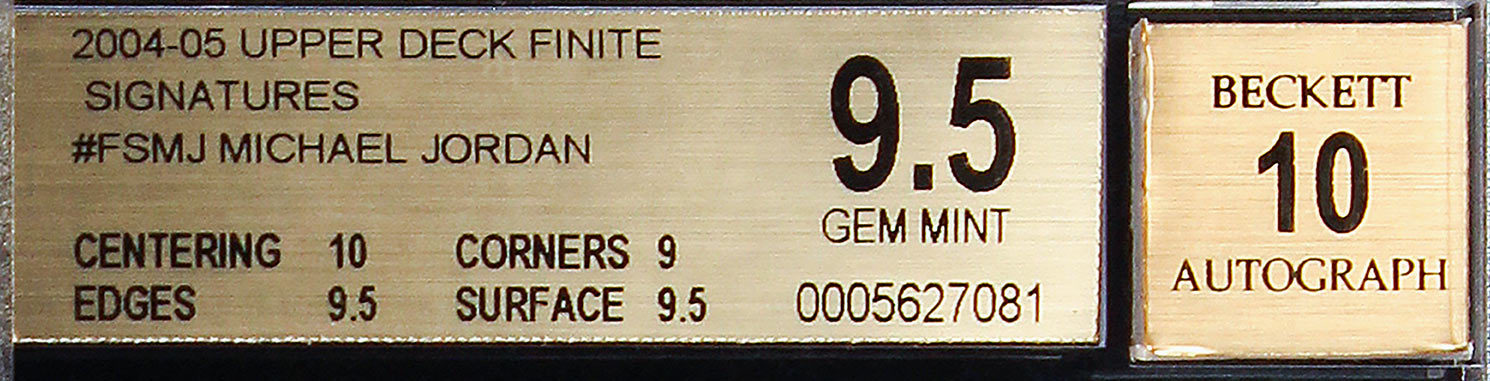 2004-05 UPPER DECK FINITE
SIGNATURES
#FSMJ MICHAEL JORDAN
9.5
GEM MINT
CENTERING 10 CORNERS 9
EDGES 9.5 SURFACE 9.5
0005627081
BECKETT
10
AUTOGRAPH